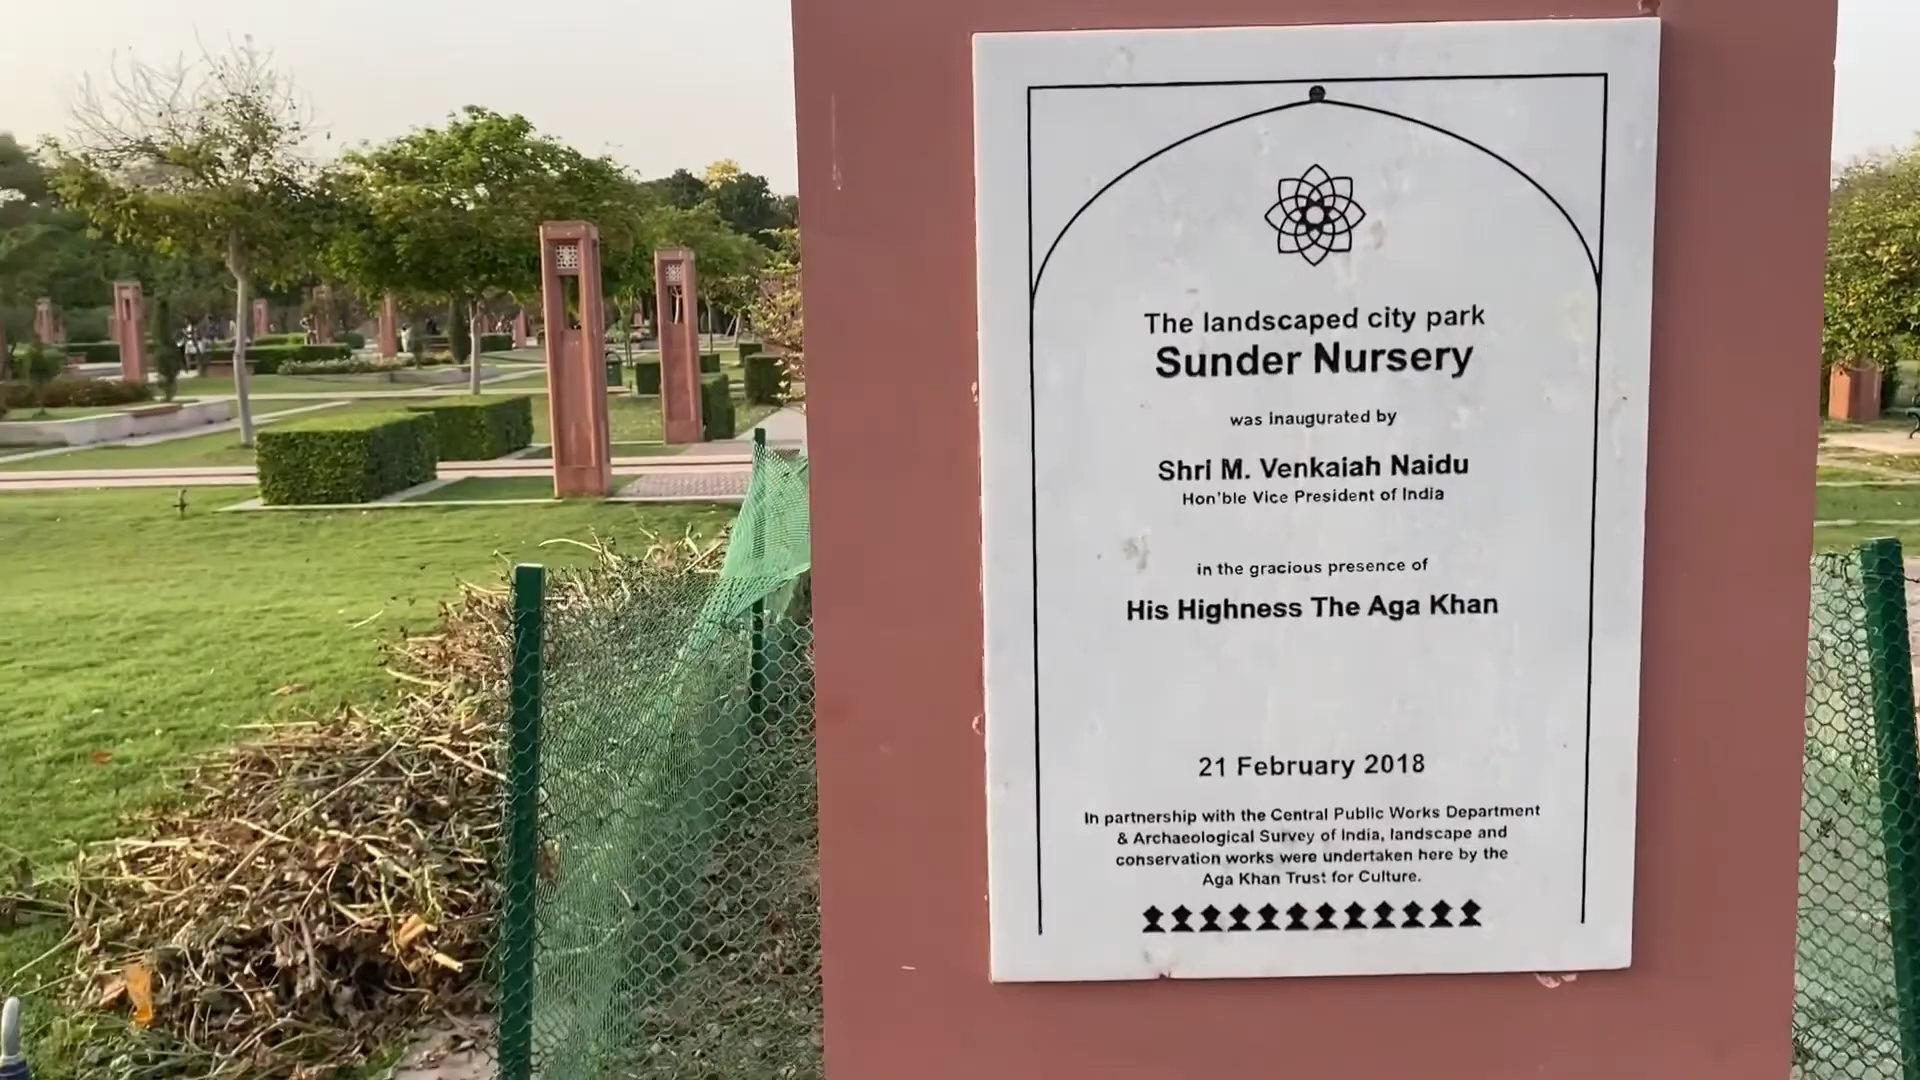 The landscaped city park
Sunder Nursery
was inaugurated by
Shri M. Venkaiah Naidu
Hon'ble Vice President of India
in the gracious presence of
His Highness The Aga Khan
21 February 2018
In partnership with the Central Public Works Department
& Archaeological Survey of India, landscape and
conservation works were undertaken here by the
Aga Khan Trust for Culture.